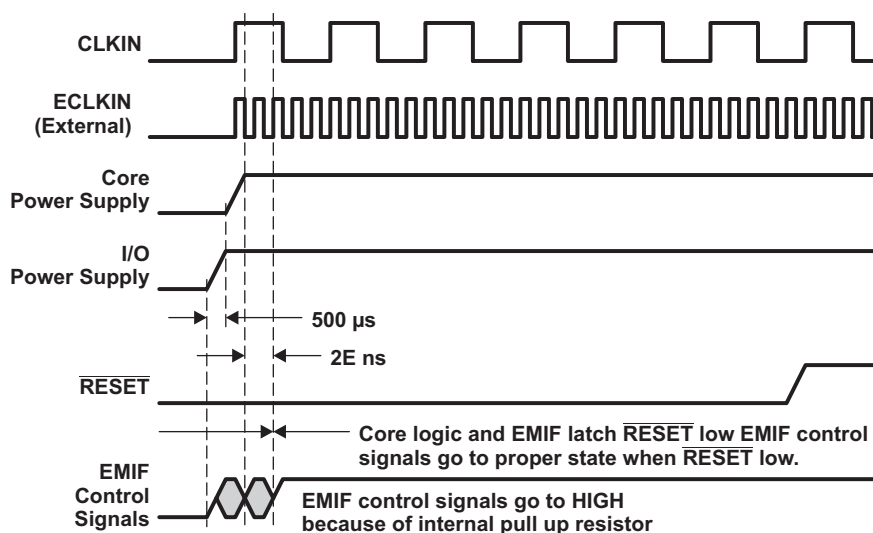 CLKIN
ECLKIN
(External)
Core
Power Supply
I/O
Power Supply
500 µs
2E ns
RESET
Core logic and EMIF latch RESET low EMIF control
signals go to proper state when RESET low.
EMIF
Control
Signals
EMIF control signals go to HIGH
because of internal pull up resistor